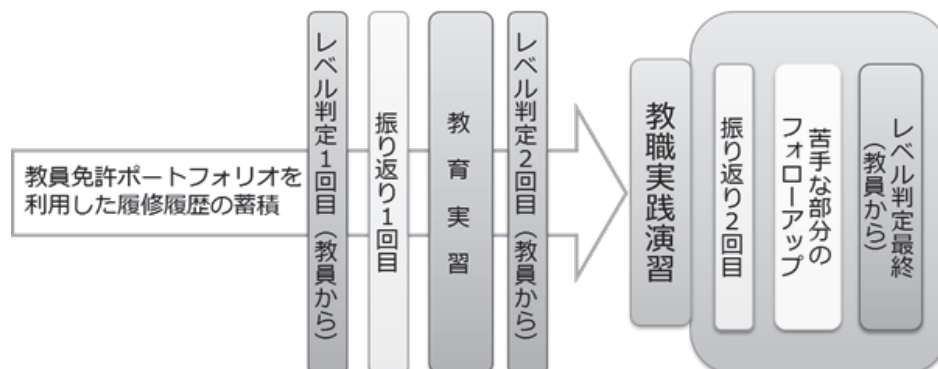 教員免許ポートフォリオを
利用した履修履歴の蓄積
レベル判定1回目（教員から）
振り返り1回目
教育実習
レベル判定2回目（教員から）
教職実践演習
振り返り2回目
苦手な部分の
フォローアップ
レベル判定最終
（教員から）